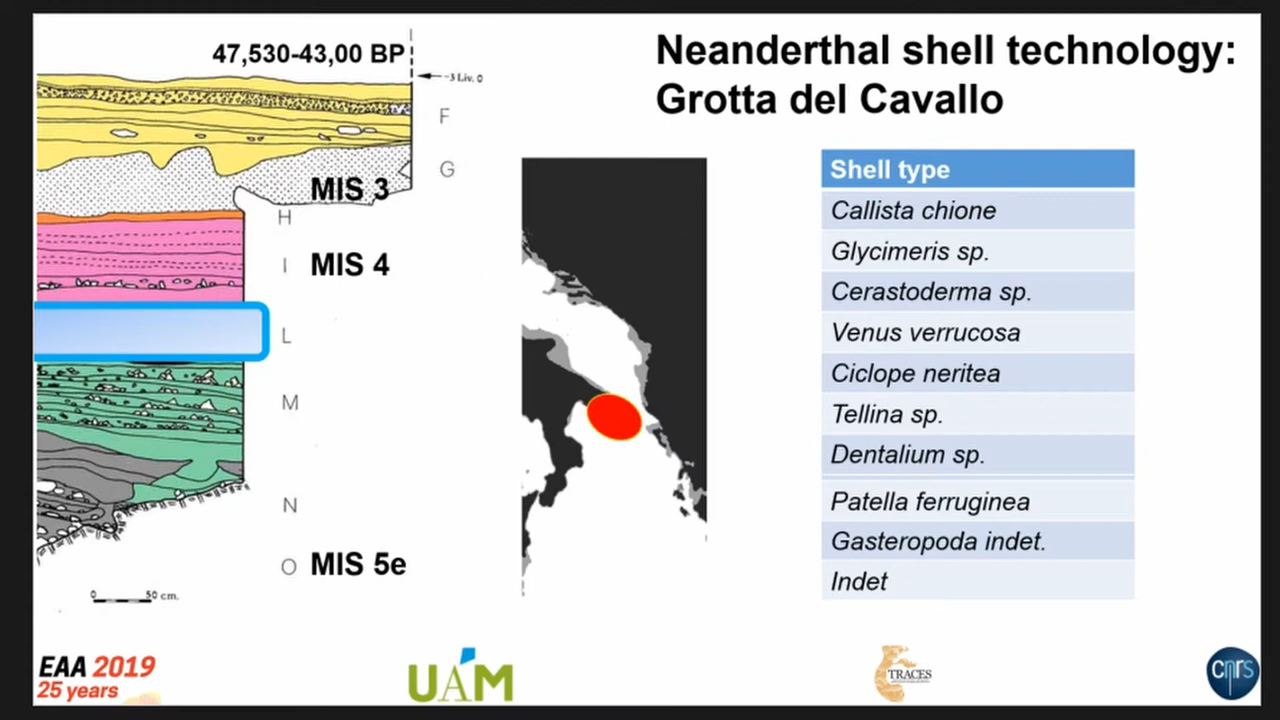 47,530-43,00 BP
Neanderthal shell technology:
Grotta del Cavallo
-3 Liv. 0
F
G
MIS 3
H
I MIS 4
L
M
N
O MIS 5e
0 50 cm.
Shell type
Callista chione
Glycimeris sp.
Cerastoderma sp.
Venus verrucosa
Ciclope neritea
Tellina sp.
Dentalium sp.
Patella ferruginea
Gasteropoda indet.
Indet
EAA 2019
25 years
UAM
TRACES
cnrs